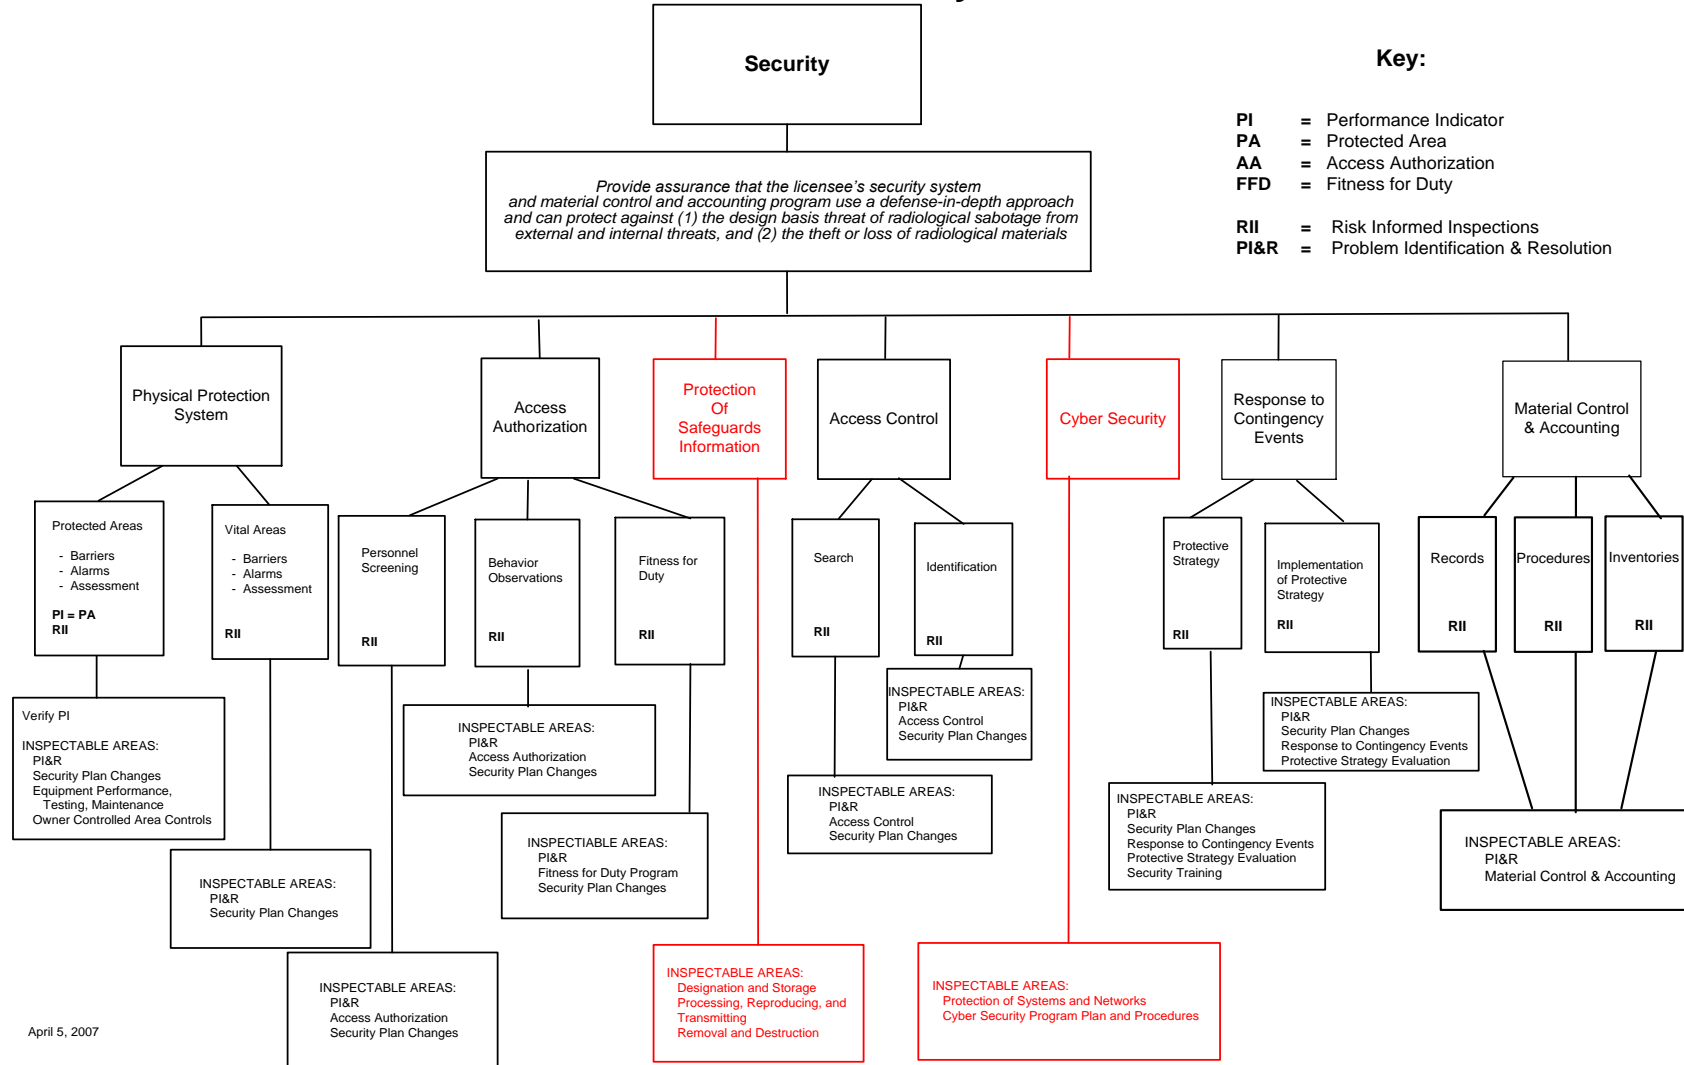 Security
Key:
PI = Performance Indicator
PA = Protected Area
AA = Access Authorization
FFD = Fitness for Duty
RII = Risk Informed Inspections
PI&R = Problem Identification & Resolution
Provide assurance that the licensee's security system
and material control and accounting program use a defense-in-depth approach
and can protect against (1) the design basis threat of radiological sabotage from
external and internal threats, and (2) the theft or loss of radiological materials
Physical Protection
System
Access
Authorization
Protection
Of
Safeguards
Information
Access Control
Cyber Security
Response to
Contingency
Events
Material Control
& Accounting
Protected Areas
- Barriers
- Alarms
- Assessment
PI = PA
RII
Vital Areas
- Barriers
- Alarms
- Assessment
RII
Personnel
Screening
RII
Behavior
Observations
RII
Fitness for
Duty
RII
Search
RII
Identification
RII
Protective
Strategy
RII
Implementation
of Protective
Strategy
RII
Records
RII
Procedures
RII
Inventories
RII
Verify PI
INSPECTABLE AREAS:
PI&R
Security Plan Changes
Equipment Performance,
Testing, Maintenance
Owner Controlled Area Controls
INSPECTABLE AREAS:
PI&R
Security Plan Changes
INSPECTABLE AREAS:
PI&R
Access Authorization
Security Plan Changes
INSPECTABLE AREAS:
PI&R
Access Authorization
Security Plan Changes
INSPECTIABLE AREAS:
PI&R
Fitness for Duty Program
Security Plan Changes
INSPECTABLE AREAS:
Designation and Storage
Processing, Reproducing, and
Transmitting
Removal and Destruction
INSPECTABLE AREAS:
PI&R
Access Control
Security Plan Changes
INSPECTABLE AREAS:
PI&R
Access Control
Security Plan Changes
INSPECTABLE AREAS:
Protection of Systems and Networks
Cyber Security Program Plan and Procedures
INSPECTABLE AREAS:
PI&R
Security Plan Changes
Response to Contingency Events
Protective Strategy Evaluation
Security Training
INSPECTABLE AREAS:
PI&R
Security Plan Changes
Response to Contingency Events
Protective Strategy Evaluation
INSPECTABLE AREAS:
PI&R
Material Control & Accounting
April 5, 2007